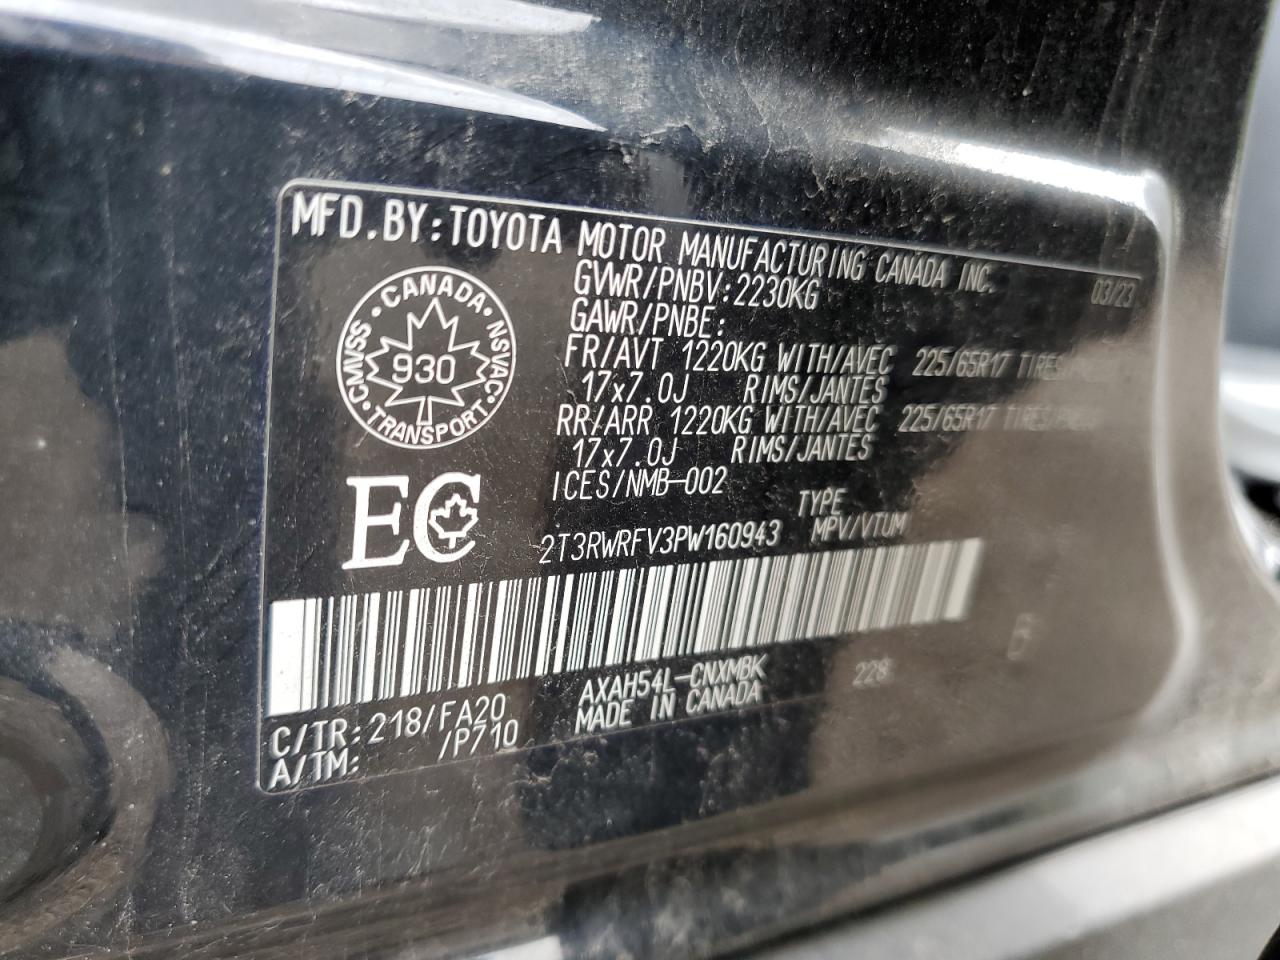 MFD.BY:TOYOTA MOTOR MANUFACTURING CANADA INC.
03/23
GVWR/PNBV:2230KG
GAWR/PNBE:
FR/AVT 1220KG WITH/AVEC 225/65R17 TIRES/
17x7.0J RIMS/JANTES
RR/ARR 1220KG WITH/AVEC 225/65R17 TIRES/
17x7.0J RIMS/JANTES
ICES/NMB-002
CANADA · NSVAC · TRANSPORT · CMVSS ·
930
EC
TYPE
2T3RWRFV3PW160943 MPV/VTUM
C/TR:218/FA20 AXAH54L-CNXMBK 228
A/TM: /P710 MADE IN CANADA